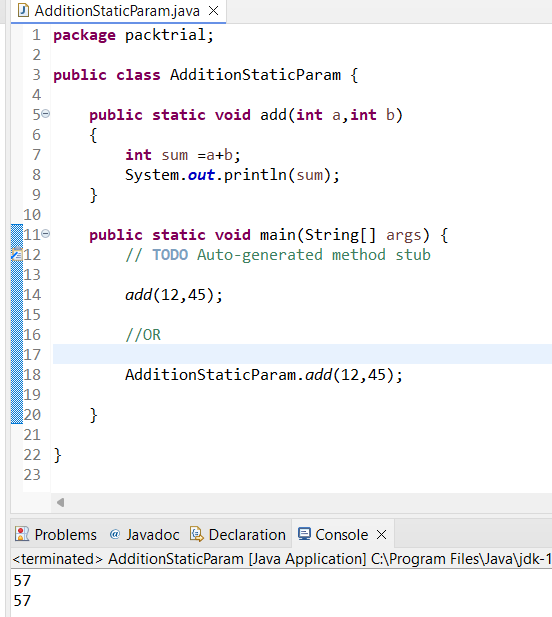 AdditionStaticParam.java
1 package packtrial;
2
3 public class AdditionStaticParam {
4
5 public static void add(int a,int b)
6 {
7 int sum =a+b;
8 System.out.println(sum);
9 }
10
11 public static void main(String[] args) {
12 // TODO Auto-generated method stub
13
14 add(12,45);
15
16 //OR
17
18 AdditionStaticParam.add(12,45);
19
20 }
21
22 }
23
Problems @ Javadoc Declaration Console
<terminated> AdditionStaticParam [Java Application] C:\Program Files\Java\jdk-1
57
57